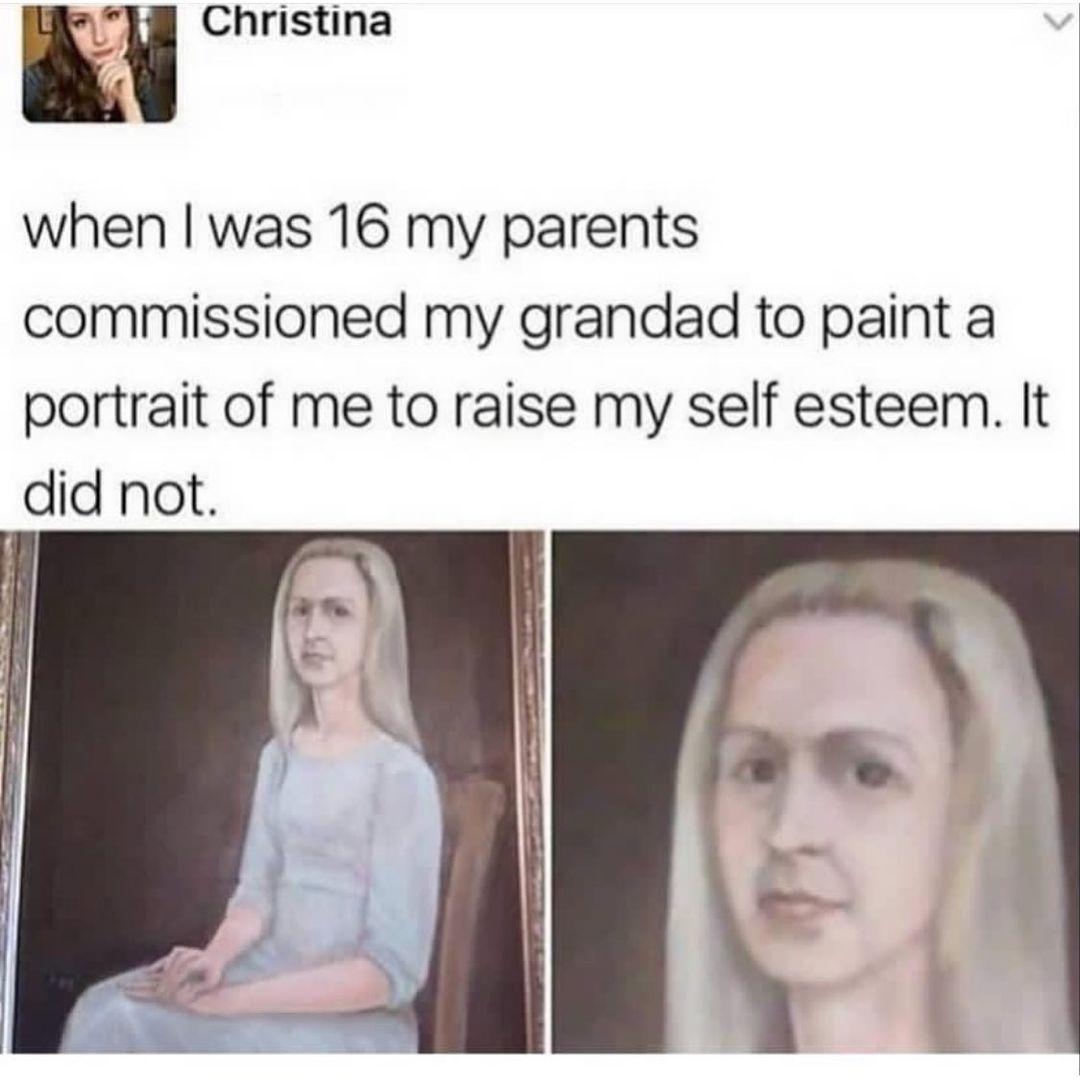 Christina
when I was 16 my parents
commissioned my grandad to paint a
portrait of me to raise my self esteem. It
did not.